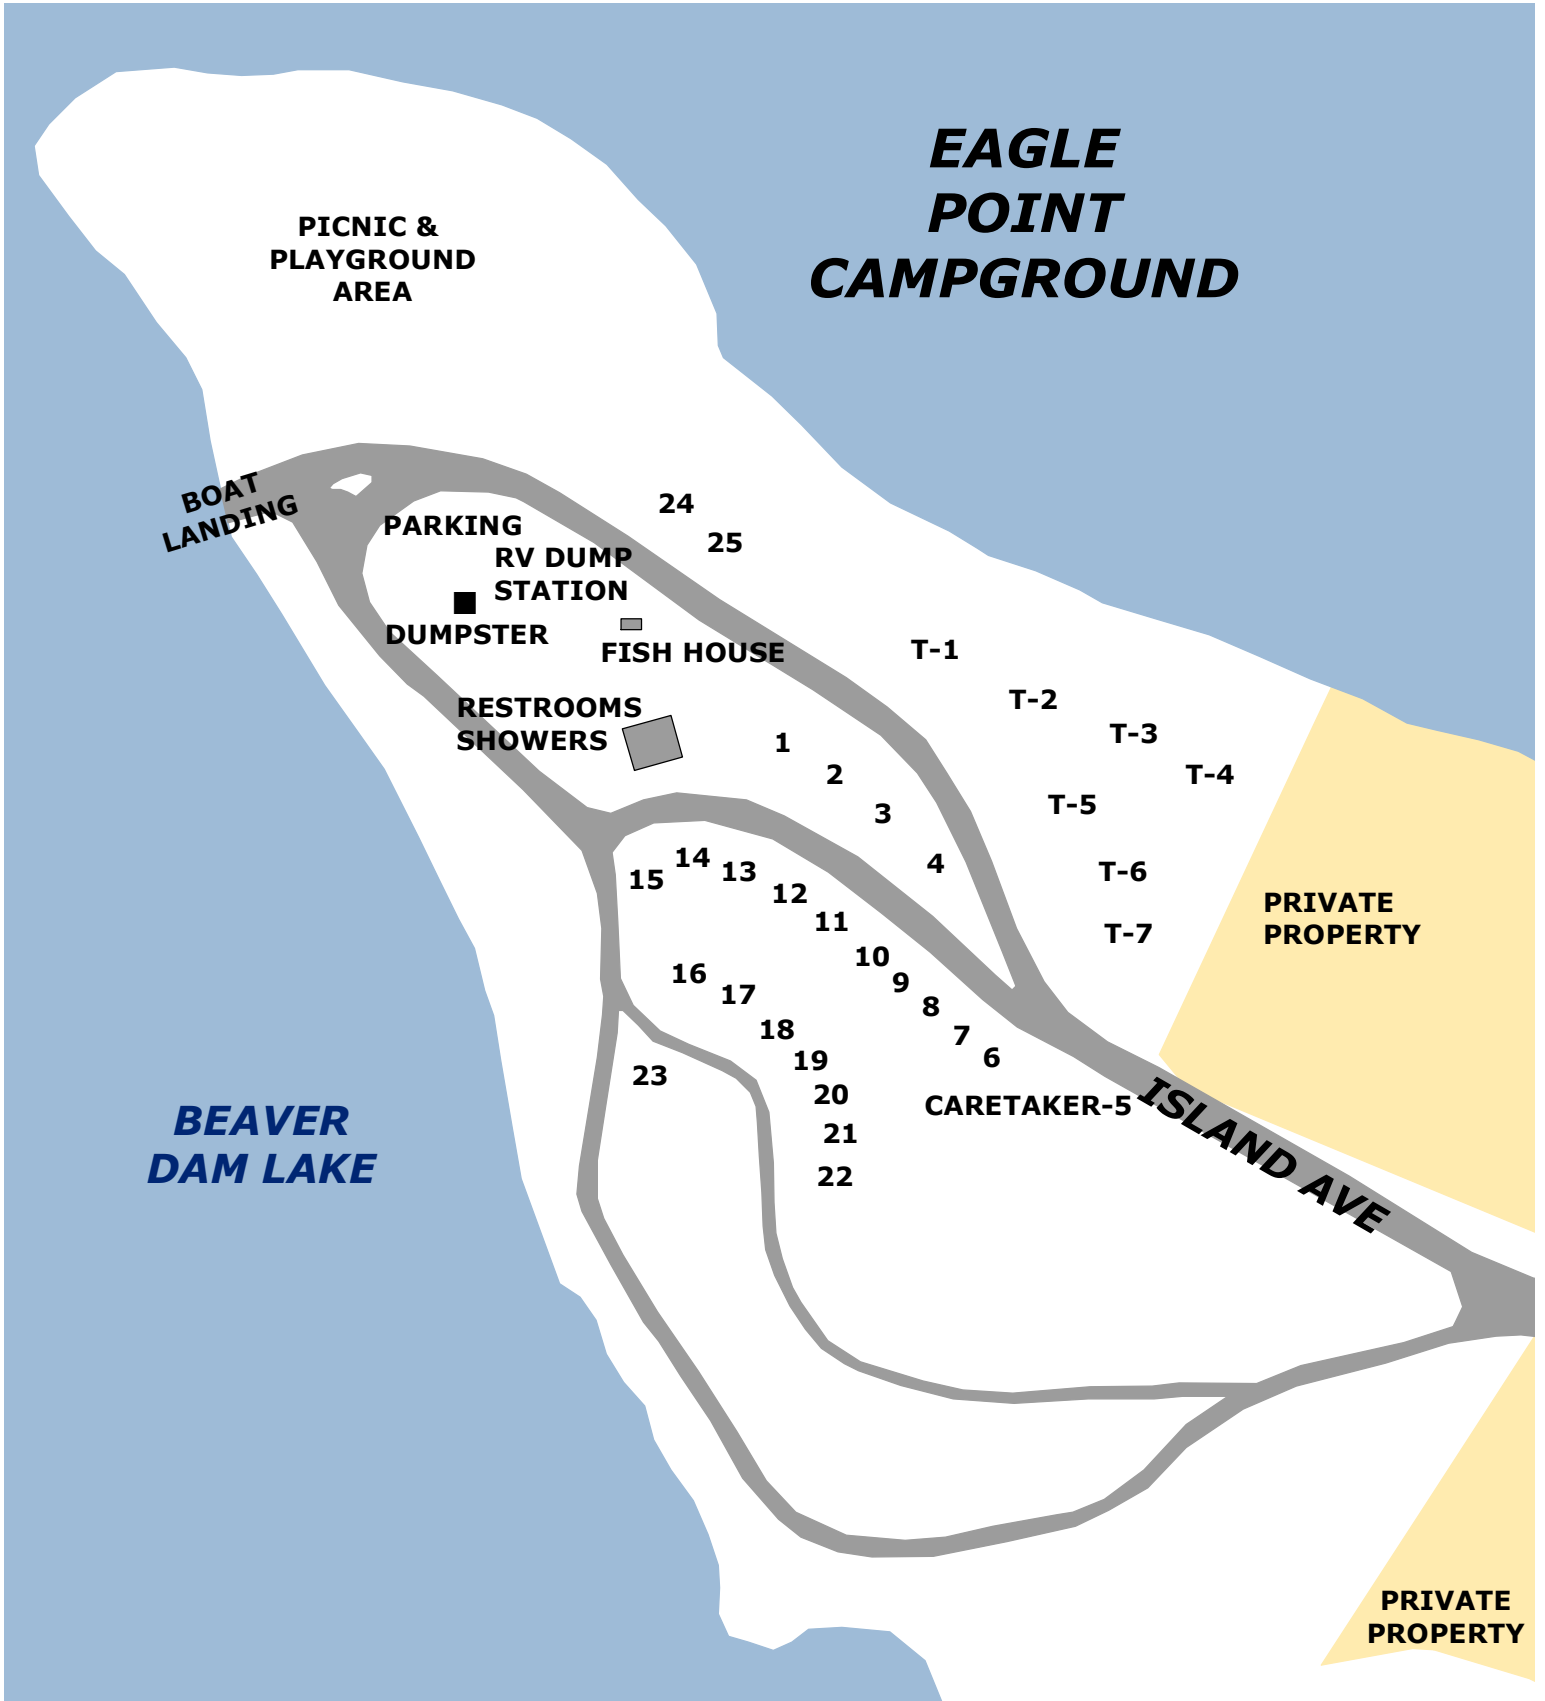 EAGLE
POINT
CAMPGROUND
PICNIC &
PLAYGROUND
AREA
BOAT
LANDING
PARKING
RV DUMP
STATION
DUMPSTER
FISH HOUSE
RESTROOMS
SHOWERS
24
25
T-1
T-2
T-3
T-4
T-5
T-6
T-7
1
2
3
4
15
14
13
12
11
10
9
8
7
6
CARETAKER-5
16
17
18
19
20
21
22
23
PRIVATE
PROPERTY
ISLAND AVE
BEAVER
DAM LAKE
PRIVATE
PROPERTY